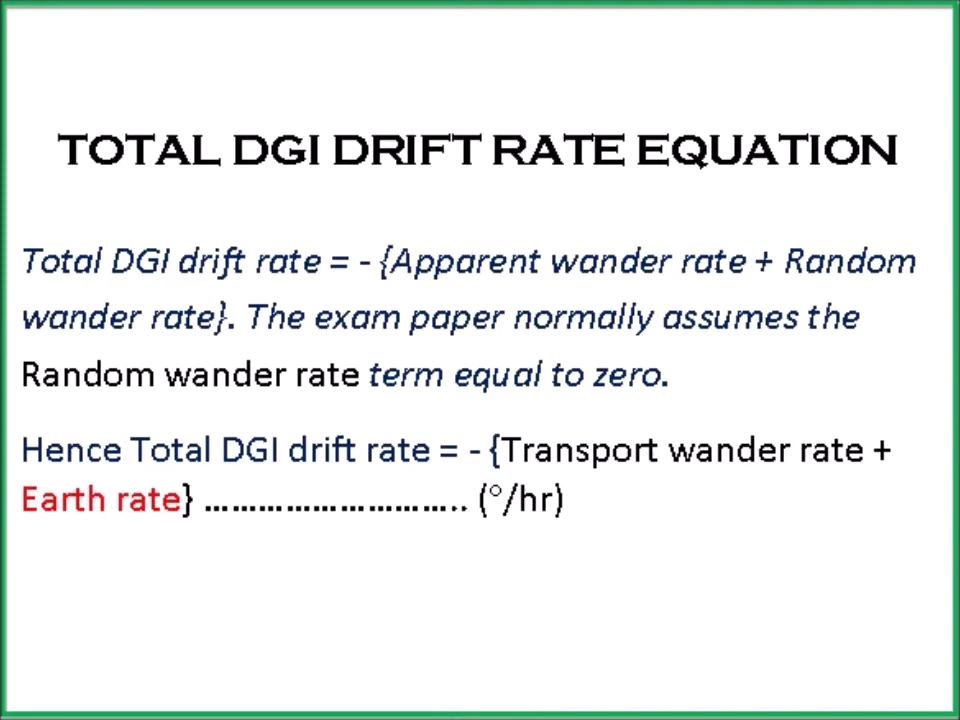 TOTAL DGI DRIFT RATE EQUATION
Total DGI drift rate = - {Apparent wander rate + Random
wander rate}. The exam paper normally assumes the
Random wander rate term equal to zero.
Hence Total DGI drift rate = - {Transport wander rate +
Earth rate} ……………………….. (°/hr)